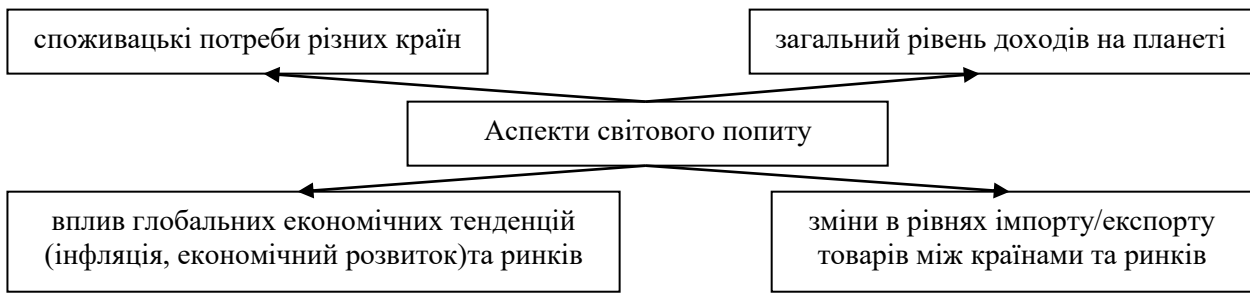 споживацькі потреби різних країн
загальний рівень доходів на планеті
Аспекти світового попиту
вплив глобальних економічних тенденцій
(інфляція, економічний розвиток)та ринків
зміни в рівнях імпорту/експорту
товарів між країнами та ринків